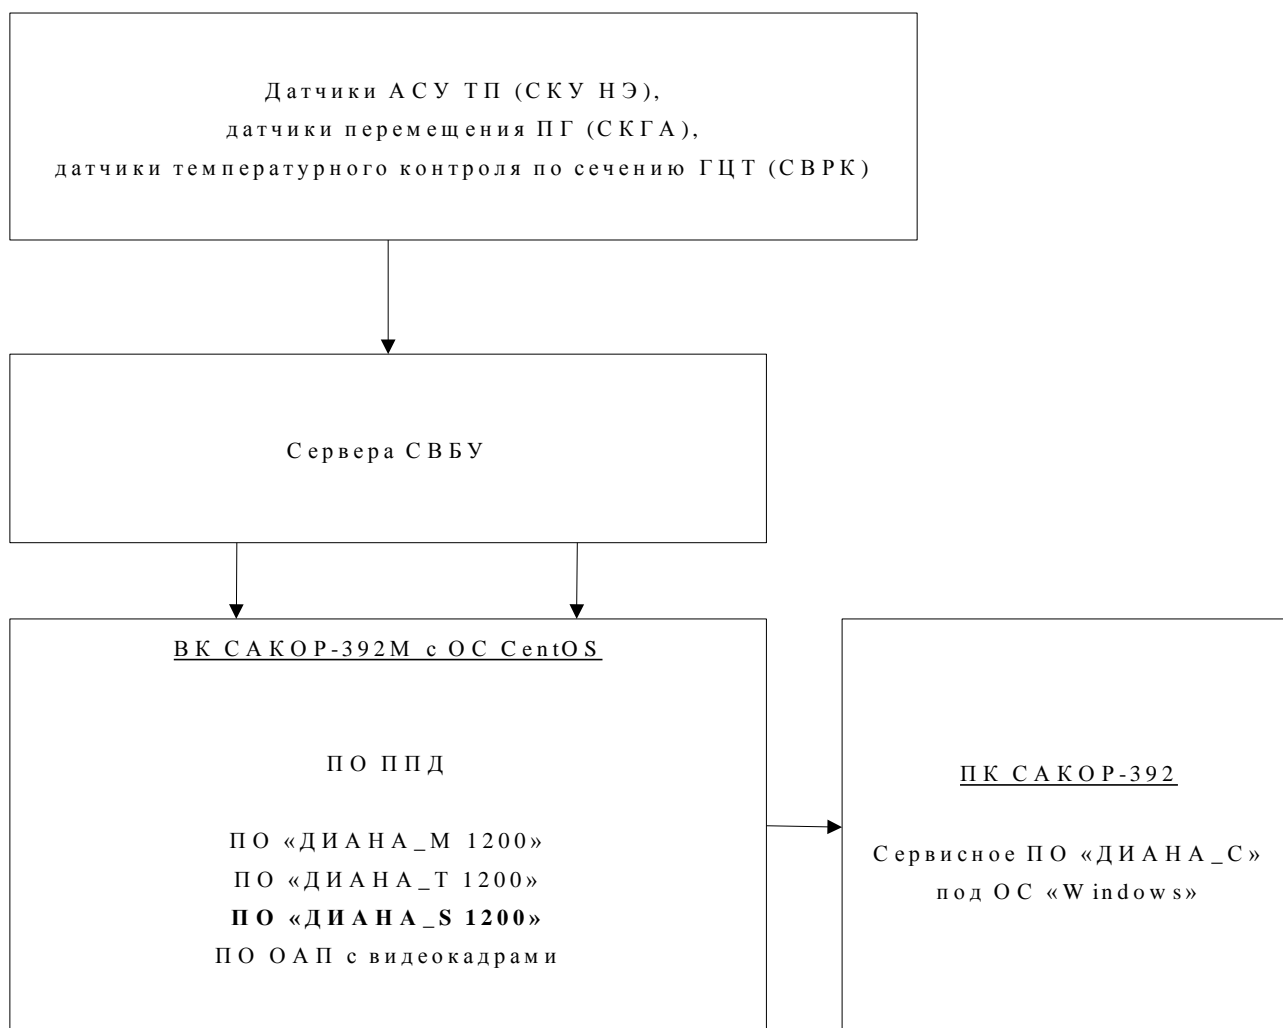 Датчики АСУ ТП (СКУ НЭ),
датчики перемещения ПГ (СКГА),
датчики температурного контроля по сечению ГЦТ (СВРК)
Сервера СВБУ
ВК САКОР-392М с ОС CentOS
ПО ППД
ПО «ДИАНА_М 1200»
ПО «ДИАНА_Т 1200»
ПО «ДИАНА_S 1200»
ПО ОАП с видеокадрами
ПК САКОР-392
Сервисное ПО «ДИАНА_С»
под ОС «Windows»